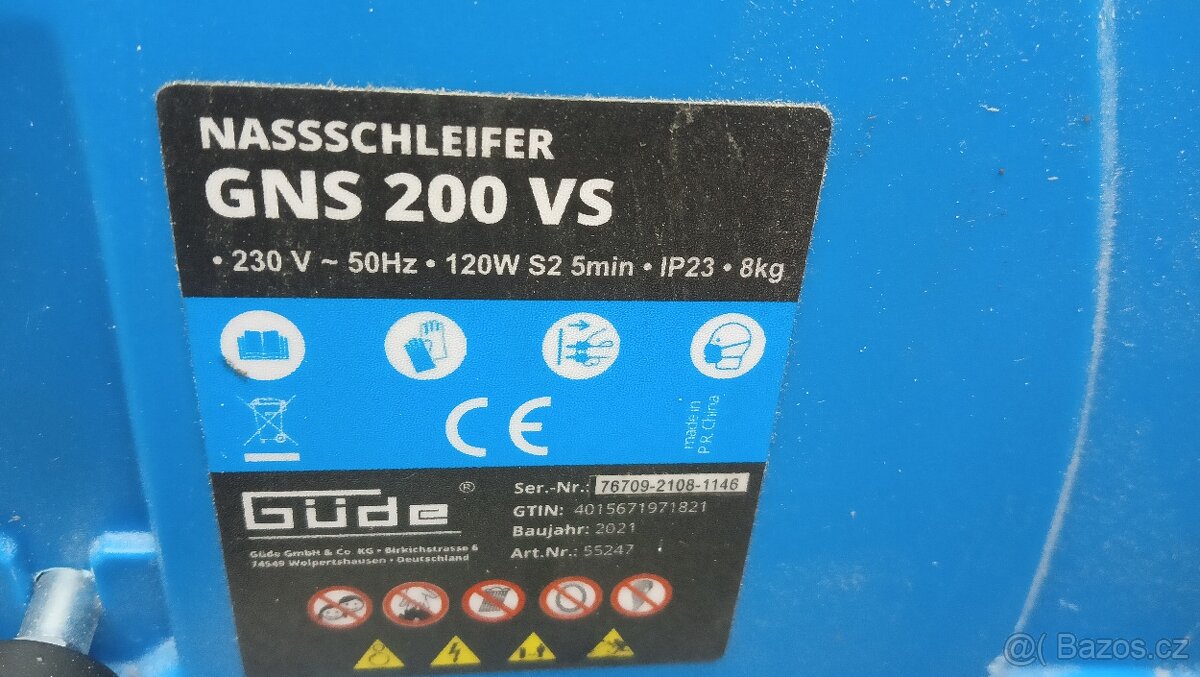 NASSSCHLEIFER
GNS 200 VS
• 230 V ~ 50Hz • 120W S2 5min • IP23 • 8kg
CE
made in
P.R. China
Güde ®
Güde GmbH & Co. KG • Birkichstrasse 6
74549 Wolpertshausen • Deutschland
Ser.-Nr.: 76709-2108-1146
GTIN: 4015671971821
Baujahr: 2021
Art.Nr.: 55247
@( Bazos.cz